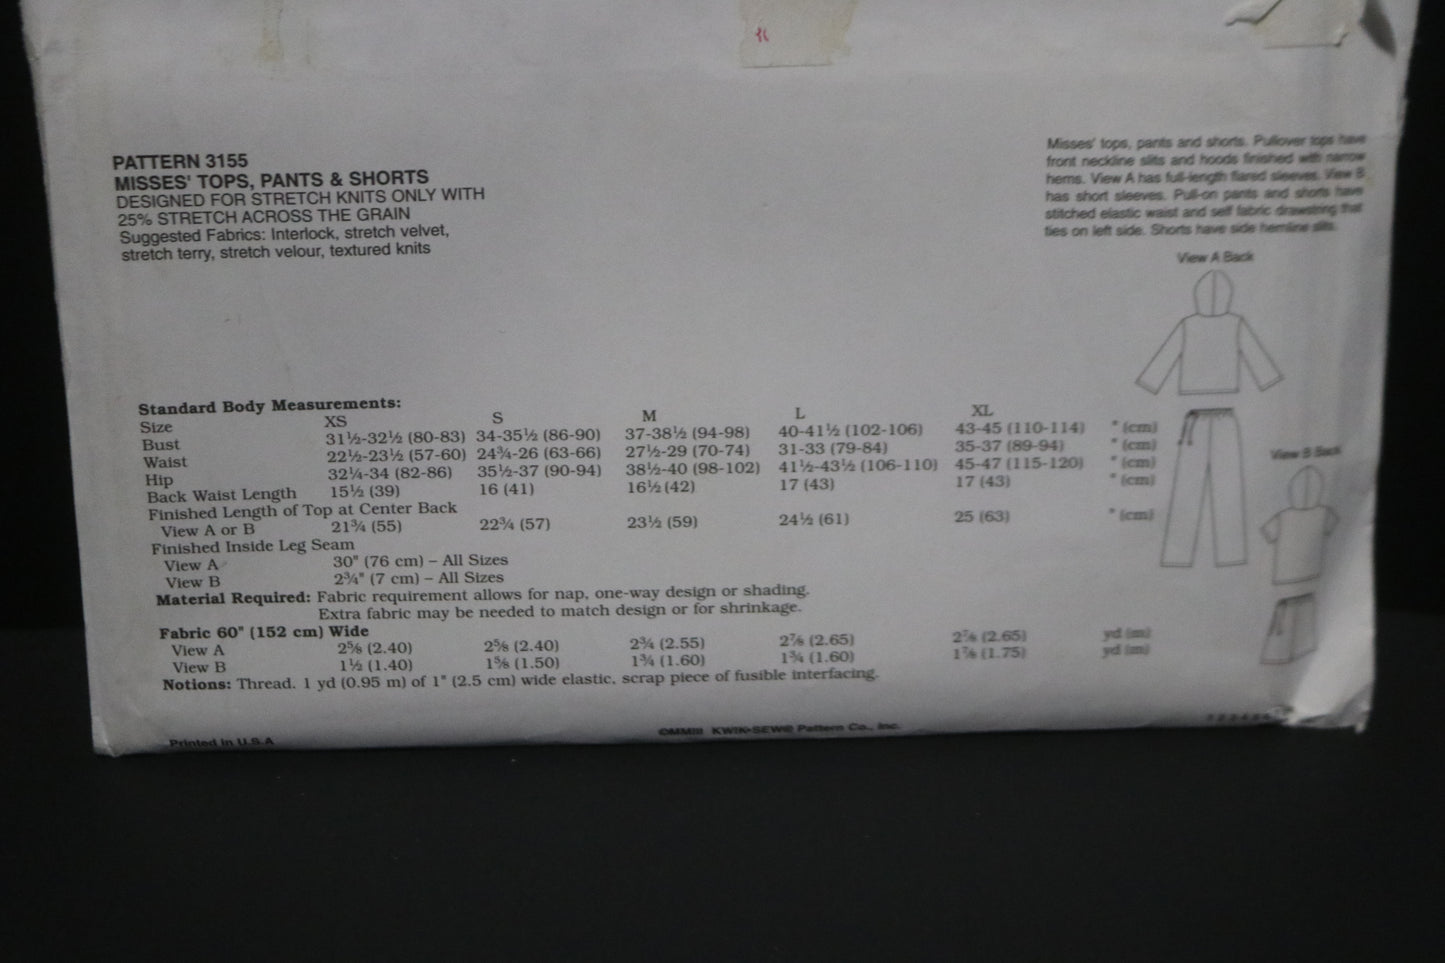 PATTERN 3155
MISSES' TOPS, PANTS & SHORTS
DESIGNED FOR STRETCH KNITS ONLY WITH
25% STRETCH ACROSS THE GRAIN
Suggested Fabrics: Interlock, stretch velvet,
stretch terry, stretch velour, textured knits
Misses' tops, pants and shorts. Pullover tops have
front neckline slits and hoods finished with narrow
hems. View A has full-length flared sleeves. View B
has short sleeves. Pull-on pants and shorts have
stitched elastic waist and self fabric drawstring that
ties on left side. Shorts have side hemline slits.
View A Back
View B Back
Standard Body Measurements:
Size XS S M L XL
Bust 31½-32½ (80-83) 34-35½ (86-90) 37-38½ (94-98) 40-41½ (102-106) 43-45 (110-114) " (cm)
Waist 22½-23½ (57-60) 24¾-26 (63-66) 27½-29 (70-74) 31-33 (79-84) 35-37 (89-94) " (cm)
Hip 32¼-34 (82-86) 35½-37 (90-94) 38½-40 (98-102) 41½-43½ (106-110) 45-47 (115-120) " (cm)
Back Waist Length 15½ (39) 16 (41) 16½ (42) 17 (43) 17 (43) " (cm)
Finished Length of Top at Center Back
View A or B 21¾ (55) 22¾ (57) 23½ (59) 24½ (61) 25 (63) " (cm)
Finished Inside Leg Seam
View A 30" (76 cm) – All Sizes
View B 2¾" (7 cm) – All Sizes
Material Required: Fabric requirement allows for nap, one-way design or shading.
Extra fabric may be needed to match design or for shrinkage.
Fabric 60" (152 cm) Wide
View A 2⅝ (2.40) 2⅝ (2.40) 2¾ (2.55) 2⅞ (2.65) 2⅞ (2.65) yd (m)
View B 1½ (1.40) 1⅝ (1.50) 1¾ (1.60) 1¾ (1.60) 1⅞ (1.75) yd (m)
Notions: Thread. 1 yd (0.95 m) of 1" (2.5 cm) wide elastic, scrap piece of fusible interfacing.
Printed in U.S.A
©MMIII KWIK-SEW® Pattern Co., Inc.